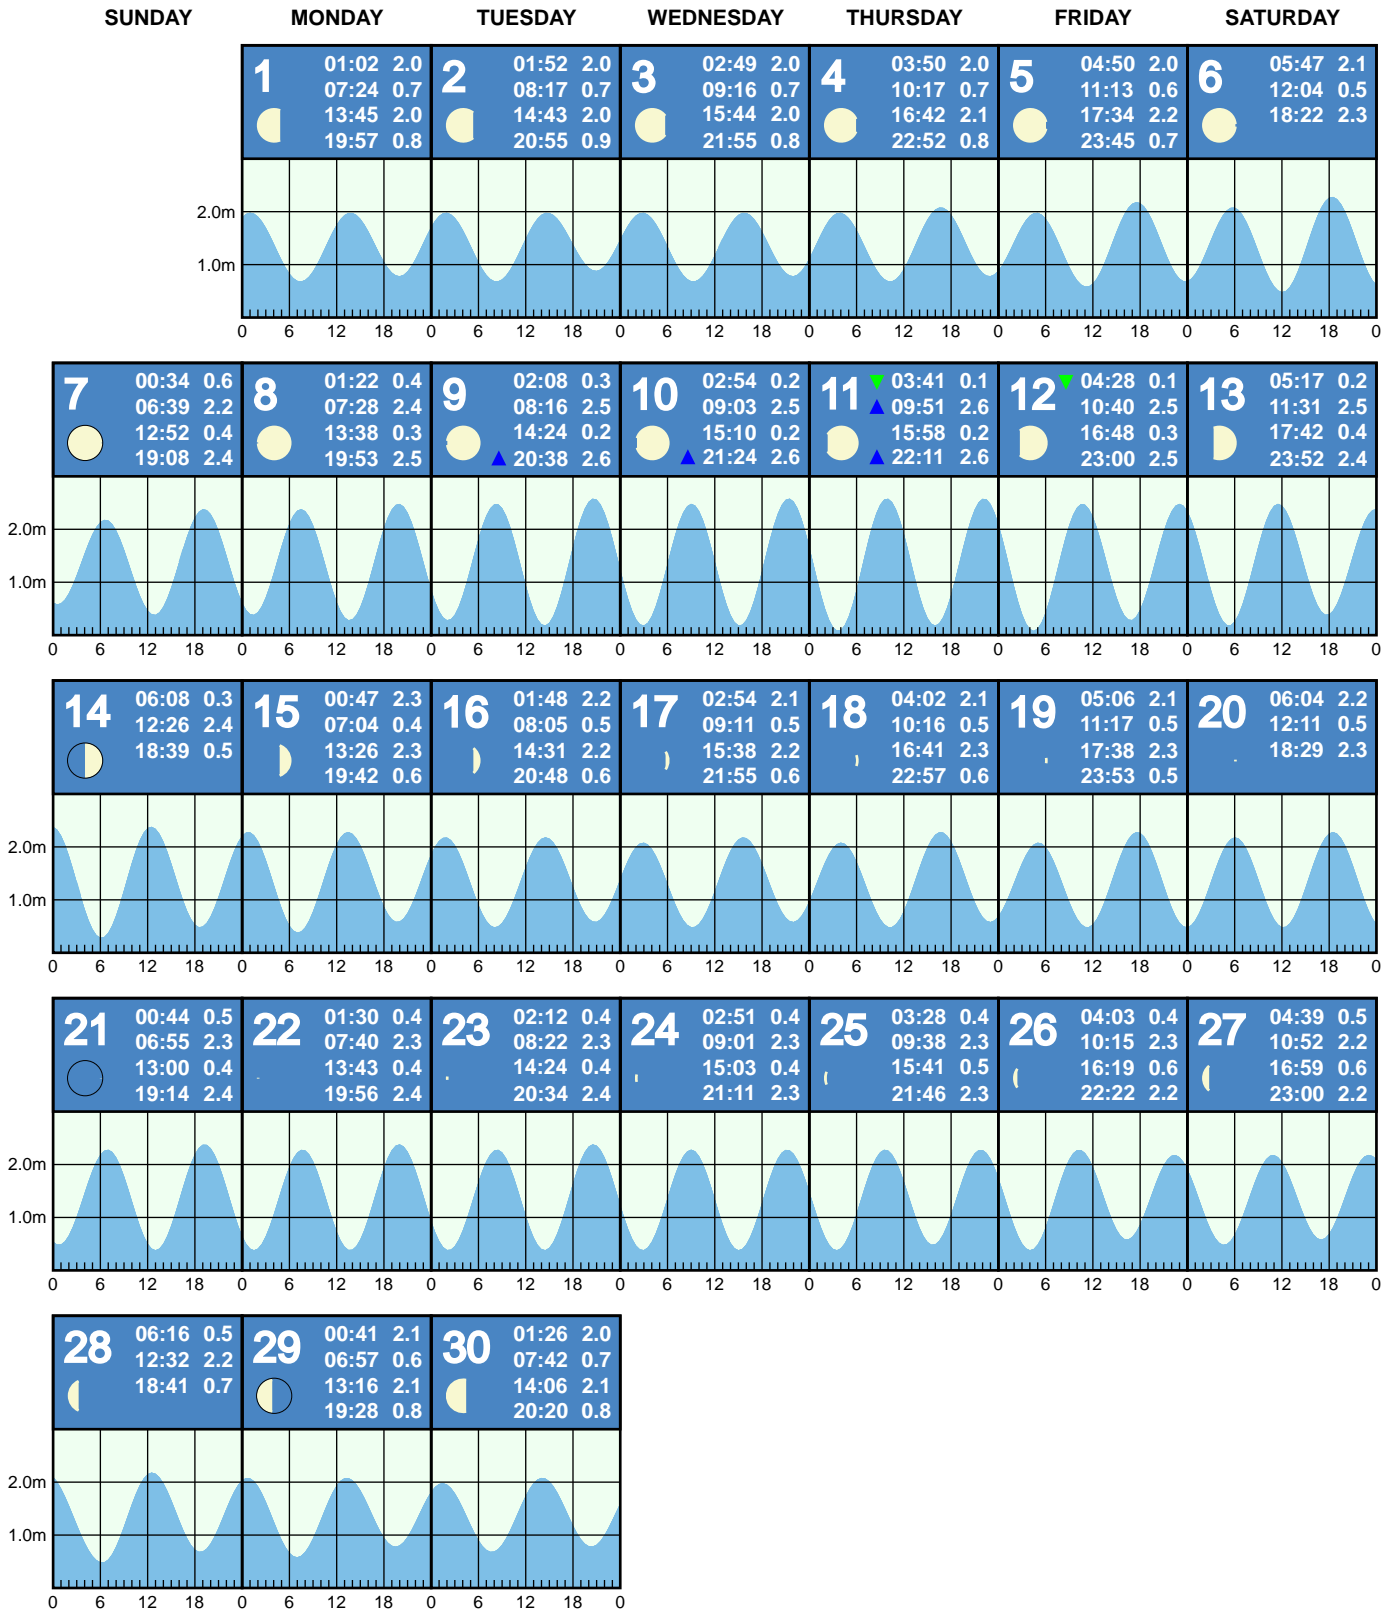 SUNDAY MONDAY TUESDAY WEDNESDAY THURSDAY FRIDAY SATURDAY
1 01:02 2.0
07:24 0.7
13:45 2.0
19:57 0.8
2 01:52 2.0
08:17 0.7
14:43 2.0
20:55 0.9
3 02:49 2.0
09:16 0.7
15:44 2.0
21:55 0.8
4 03:50 2.0
10:17 0.7
16:42 2.1
22:52 0.8
5 04:50 2.0
11:13 0.6
17:34 2.2
23:45 0.7
6 05:47 2.1
12:04 0.5
18:22 2.3
2.0m
1.0m
0 6 12 18 0 6 12 18 0 6 12 18 0 6 12 18 0 6 12 18 0 6 12 18 0
7 00:34 0.6
06:39 2.2
12:52 0.4
19:08 2.4
8 01:22 0.4
07:28 2.4
13:38 0.3
19:53 2.5
9 02:08 0.3
08:16 2.5
14:24 0.2
20:38 2.6
10 02:54 0.2
09:03 2.5
15:10 0.2
21:24 2.6
11 03:41 0.1
09:51 2.6
15:58 0.2
22:11 2.6
12 04:28 0.1
10:40 2.5
16:48 0.3
23:00 2.5
13 05:17 0.2
11:31 2.5
17:42 0.4
23:52 2.4
2.0m
1.0m
0 6 12 18 0 6 12 18 0 6 12 18 0 6 12 18 0 6 12 18 0 6 12 18 0 6 12 18 0
14 06:08 0.3
12:26 2.4
18:39 0.5
15 00:47 2.3
07:04 0.4
13:26 2.3
19:42 0.6
16 01:48 2.2
08:05 0.5
14:31 2.2
20:48 0.6
17 02:54 2.1
09:11 0.5
15:38 2.2
21:55 0.6
18 04:02 2.1
10:16 0.5
16:41 2.3
22:57 0.6
19 05:06 2.1
11:17 0.5
17:38 2.3
23:53 0.5
20 06:04 2.2
12:11 0.5
18:29 2.3
2.0m
1.0m
0 6 12 18 0 6 12 18 0 6 12 18 0 6 12 18 0 6 12 18 0 6 12 18 0 6 12 18 0
21 00:44 0.5
06:55 2.3
13:00 0.4
19:14 2.4
22 01:30 0.4
07:40 2.3
13:43 0.4
19:56 2.4
23 02:12 0.4
08:22 2.3
14:24 0.4
20:34 2.4
24 02:51 0.4
09:01 2.3
15:03 0.4
21:11 2.3
25 03:28 0.4
09:38 2.3
15:41 0.5
21:46 2.3
26 04:03 0.4
10:15 2.3
16:19 0.6
22:22 2.2
27 04:39 0.5
10:52 2.2
16:59 0.6
23:00 2.2
2.0m
1.0m
0 6 12 18 0 6 12 18 0 6 12 18 0 6 12 18 0 6 12 18 0 6 12 18 0 6 12 18 0
28 06:16 0.5
12:32 2.2
18:41 0.7
29 00:41 2.1
06:57 0.6
13:16 2.1
19:28 0.8
30 01:26 2.0
07:42 0.7
14:06 2.1
20:20 0.8
2.0m
1.0m
0 6 12 18 0 6 12 18 0 6 12 18 0